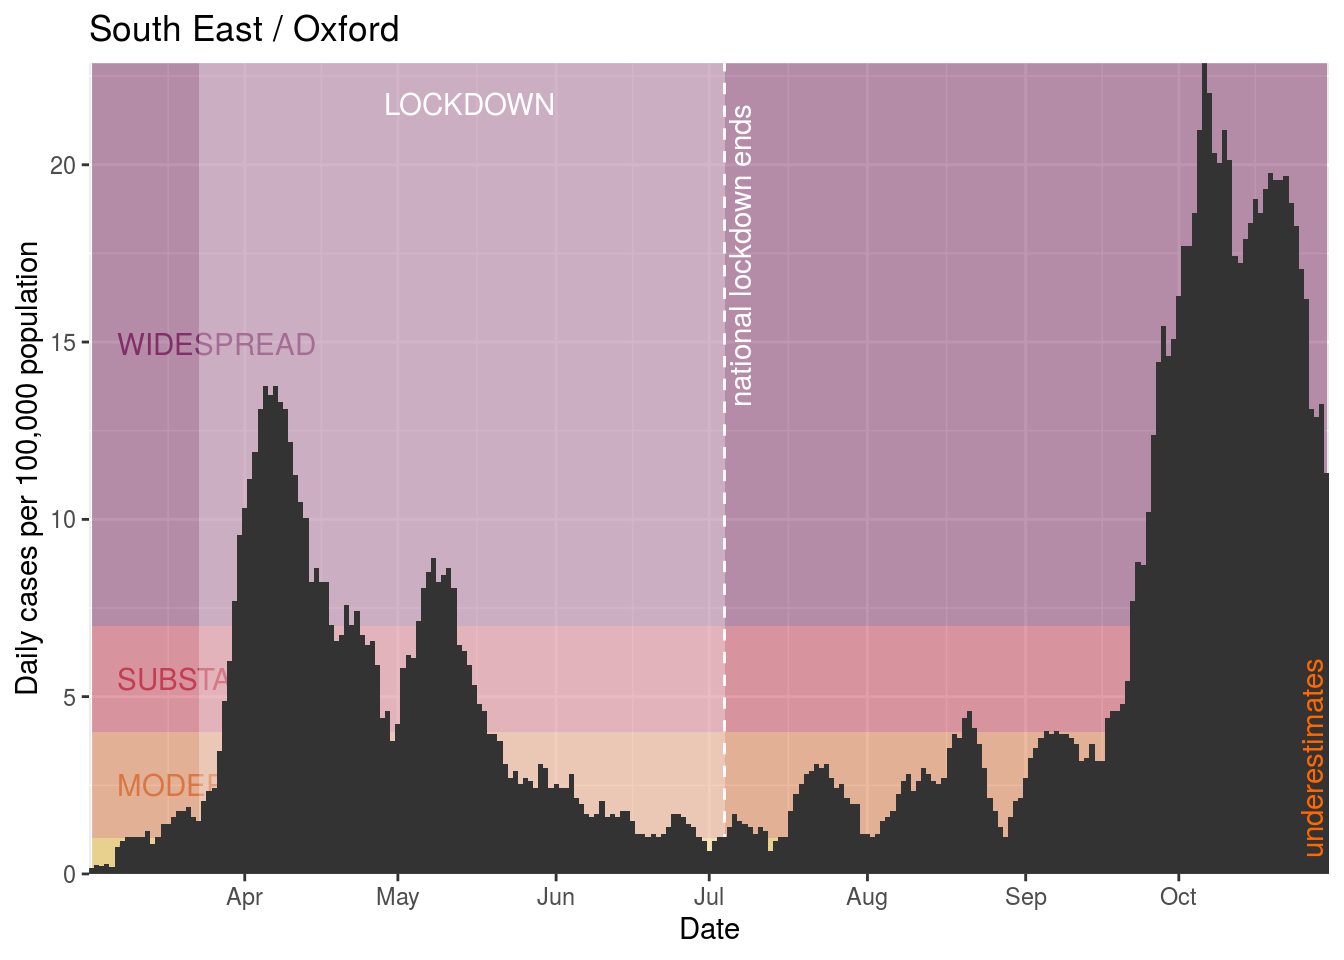 South East / Oxford
Daily cases per 100,000 population
20
15
10
5
0
LOCKDOWN
national lockdown ends
WIDESPREAD
SUBSTA
MODER
underestimates
Apr
May
Jun
Jul
Aug
Sep
Oct
Date